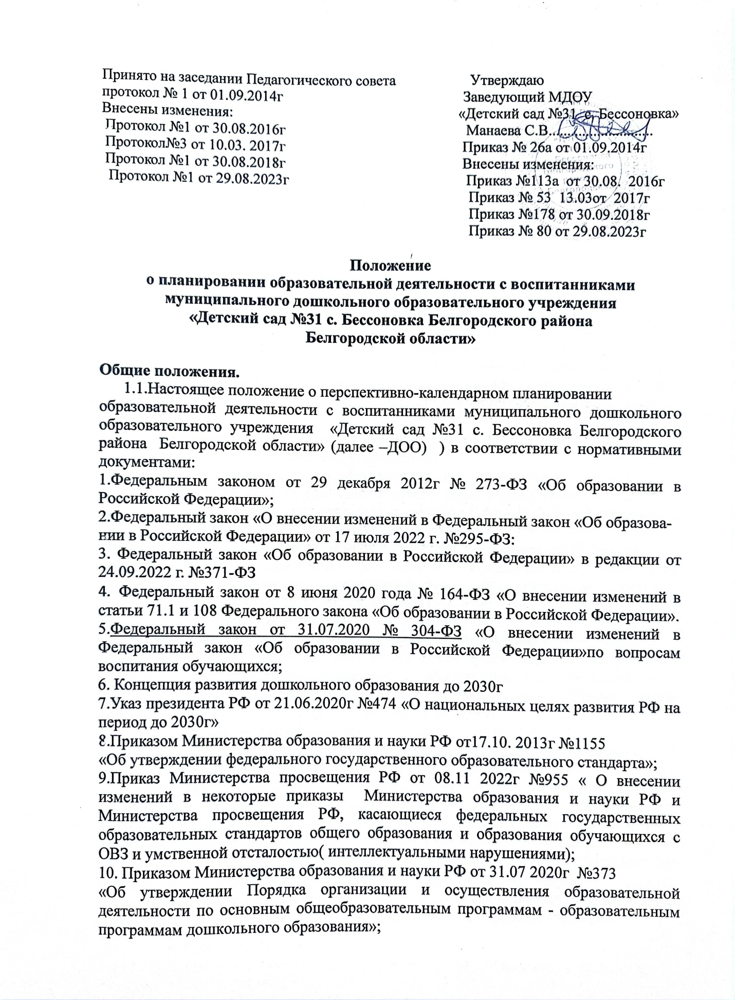 Принято на заседании Педагогического совета
протокол № 1 от 01.09.2014г
Внесены изменения:
Протокол №1 от 30.08.2016г
Протокол№3 от 10.03. 2017г
Протокол №1 от 30.08.2018г
Протокол №1 от 29.08.2023г
Утверждаю
Заведующий МДОУ
«Детский сад №31 с. Бессоновка»
Манаева С.В............................
Приказ № 26а от 01.09.2014г
Внесены изменения:
Приказ №113а от 30.08. 2016г
Приказ № 53 13.03от 2017г
Приказ №178 от 30.09.2018г
Приказ № 80 от 29.08.2023г
Положение
о планировании образовательной деятельности с воспитанниками
муниципального дошкольного образовательного учреждения
«Детский сад №31 с. Бессоновка Белгородского района
Белгородской области»
Общие положения.
1.1.Настоящее положение о перспективно-календарном планировании
образовательной деятельности с воспитанниками муниципального дошкольного
образовательного учреждения «Детский сад №31 с. Бессоновка Белгородского
района Белгородской области» (далее –ДОО) ) в соответствии с нормативными
документами:
1.Федеральным законом от 29 декабря 2012г № 273-ФЗ «Об образовании в
Российской Федерации»;
2.Федеральный закон «О внесении изменений в Федеральный закон «Об образова-
нии в Российской Федерации» от 17 июля 2022 г. №295-ФЗ:
3. Федеральный закон «Об образовании в Российской Федерации» в редакции от
24.09.2022 г. №371-ФЗ
4. Федеральный закон от 8 июня 2020 года № 164-ФЗ «О внесении изменений в
статьи 71.1 и 108 Федерального закона «Об образовании в Российской Федерации».
5.Федеральный закон от 31.07.2020 № 304-ФЗ «О внесении изменений в
Федеральный закон «Об образовании в Российской Федерации»по вопросам
воспитания обучающихся;
6. Концепция развития дошкольного образования до 2030г
7.Указ президента РФ от 21.06.2020г №474 «О национальных целях развития РФ на
период до 2030г»
8.Приказом Министерства образования и науки РФ от17.10. 2013г №1155
«Об утверждении федерального государственного образовательного стандарта»;
9.Приказ Министерства просвещения РФ от 08.11 2022г №955 « О внесении
изменений в некоторые приказы Министерства образования и науки РФ и
Министерства просвещения РФ, касающиеся федеральных государственных
образовательных стандартов общего образования и образования обучающихся с
ОВЗ и умственной отсталостью( интеллектуальными нарушениями);
10. Приказом Министерства образования и науки РФ от 31.07 2020г №373
«Об утверждении Порядка организации и осуществления образовательной
деятельности по основным общеобразовательным программам - образовательным
программам дошкольного образования»;